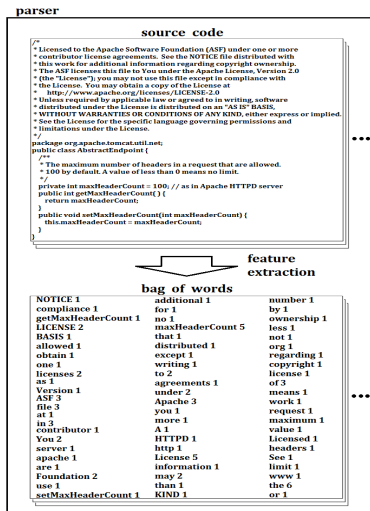 parser
source code
/*
* Licensed to the Apache Software Foundation (ASF) under one or more
* contributor license agreements. See the NOTICE file distributed with
* this work for additional information regarding copyright ownership.
* The ASF licenses this file to You under the Apache License, Version 2.0
* (the "License"); you may not use this file except in compliance with
* the License. You may obtain a copy of the License at
* http://www.apache.org/licenses/LICENSE-2.0
* Unless required by applicable law or agreed to in writing, software
* distributed under the License is distributed on an "AS IS" BASIS,
* WITHOUT WARRANTIES OR CONDITIONS OF ANY KIND, either express or implied.
* See the License for the specific language governing permissions and
* limitations under the License.
*/
package org.apache.tomcat.util.net;
public class AbstractEndpoint {
/**
* The maximum number of headers in a request that are allowed.
* 100 by default. A value of less than 0 means no limit.
*/
private int maxHeaderCount = 100; // as in Apache HTTPD server
public int getMaxHeaderCount( ) {
return maxHeaderCount;
}
public void setMaxHeaderCount(int maxHeaderCount) {
this.maxHeaderCount = maxHeaderCount;
}
}
...
feature
extraction
bag of words
NOTICE 1
compliance 1
getMaxHeaderCount 1
LICENSE 2
BASIS 1
allowed 1
obtain 1
one 1
licenses 2
as 1
Version 1
ASF 3
file 3
at 1
in 3
contributor 1
You 2
server 1
apache 1
are 1
Foundation 2
use 1
setMaxHeaderCount 1
additional 1
for 1
no 1
maxHeaderCount 5
that 1
distributed 1
except 1
writing 1
to 2
agreements 1
under 2
Apache 3
you 1
more 1
A 1
HTTPD 1
http 1
License 5
information 1
may 2
than 1
KIND 1
number 1
by 1
ownership 1
less 1
not 1
org 1
regarding 1
copyright 1
license 1
of 3
means 1
work 1
request 1
maximum 1
value 1
Licensed 1
headers 1
See 1
limit 1
www 1
the 6
or 1
...